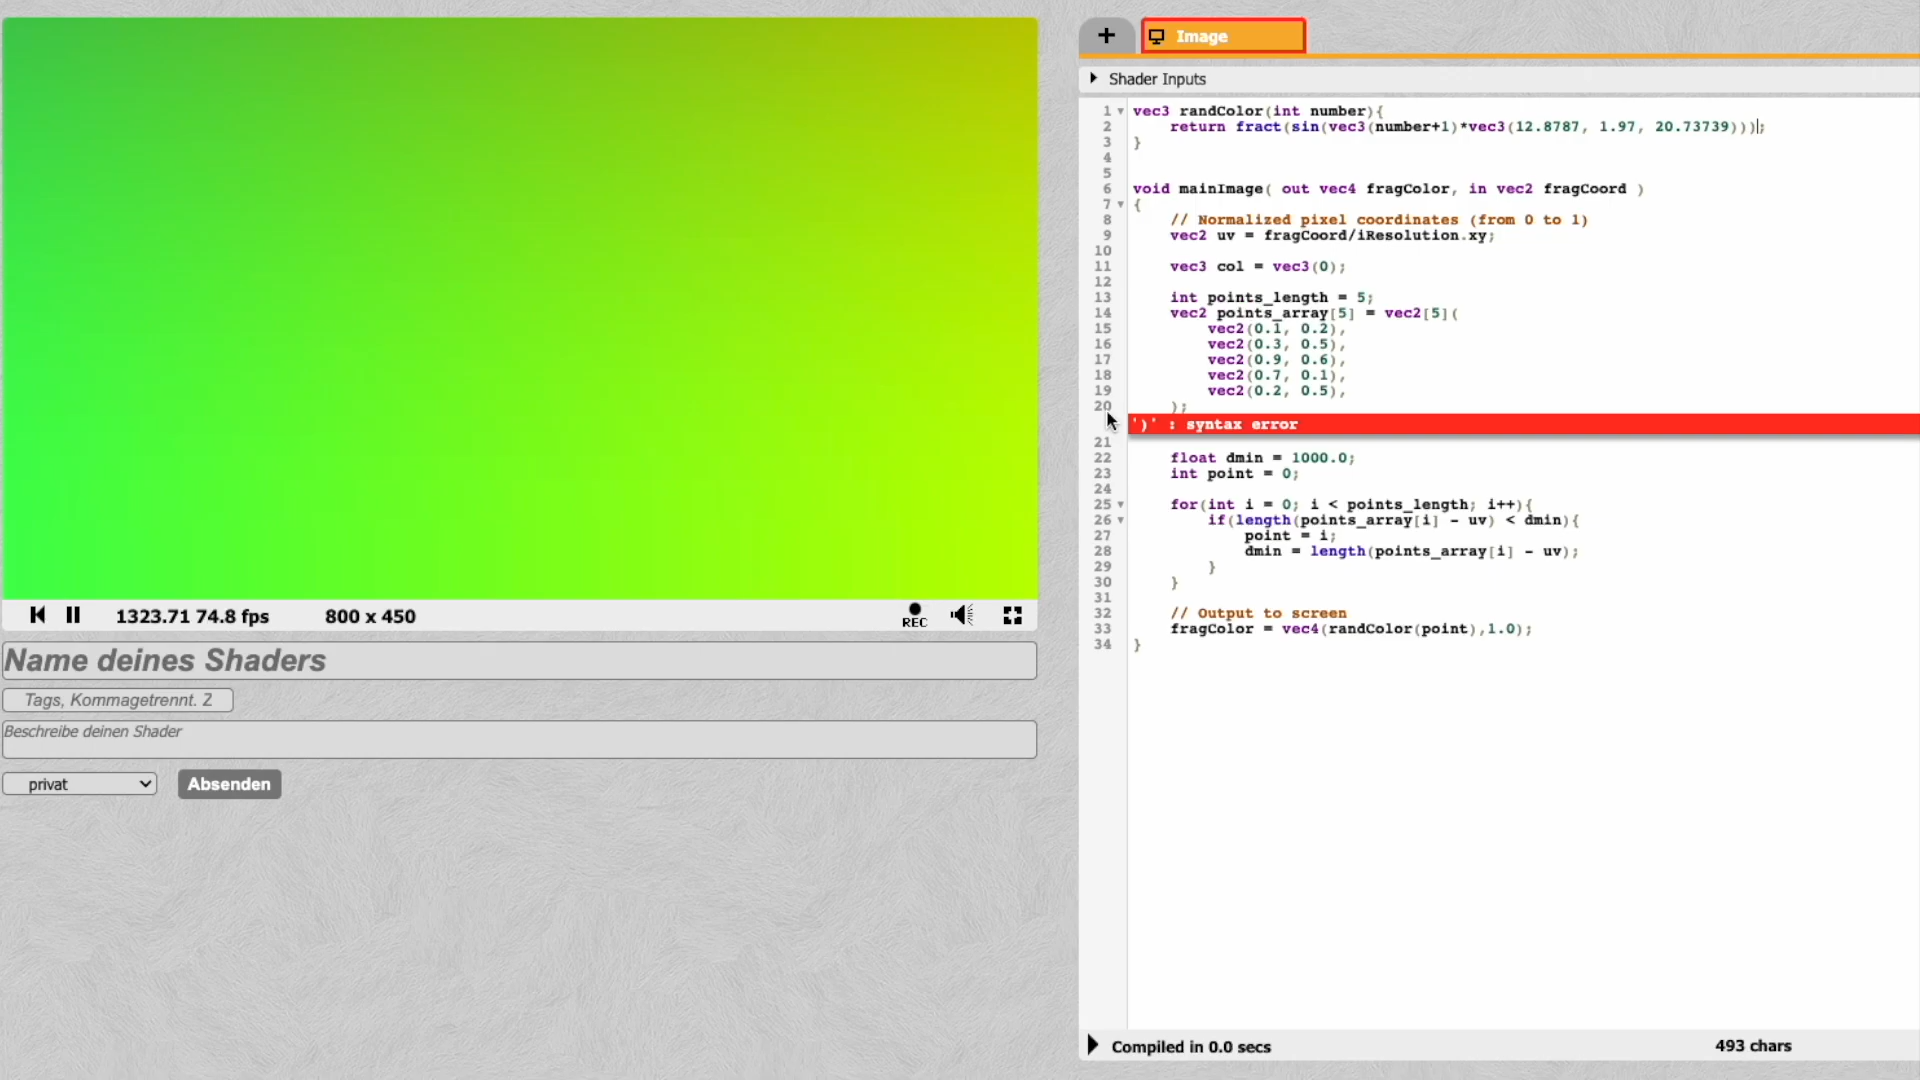 + Image
Shader Inputs
1 vec3 randColor(int number){
2 return fract(sin(vec3(number+1)*vec3(12.8787, 1.97, 20.73739)));
3 }
4
5
6 void mainImage( out vec4 fragColor, in vec2 fragCoord )
7 {
8 // Normalized pixel coordinates (from 0 to 1)
9 vec2 uv = fragCoord/iResolution.xy;
10
11 vec3 col = vec3(0);
12
13 int points_length = 5;
14 vec2 points_array[5] = vec2[5](
15 vec2(0.1, 0.2),
16 vec2(0.3, 0.5),
17 vec2(0.9, 0.6),
18 vec2(0.7, 0.1),
19 vec2(0.2, 0.5),
20 );
')' : syntax error
21
22 float dmin = 1000.0;
23 int point = 0;
24
25 for(int i = 0; i < points_length; i++){
26 if(length(points_array[i] - uv) < dmin){
27 point = i;
28 dmin = length(points_array[i] - uv);
29 }
30 }
31
32 // Output to screen
33 fragColor = vec4(randColor(point),1.0);
34 }
Compiled in 0.0 secs 493 chars
1323.71 74.8 fps 800 x 450 REC
Name deines Shaders
Tags, Kommagetrennt. Z
Beschreibe deinen Shader
privat Absenden